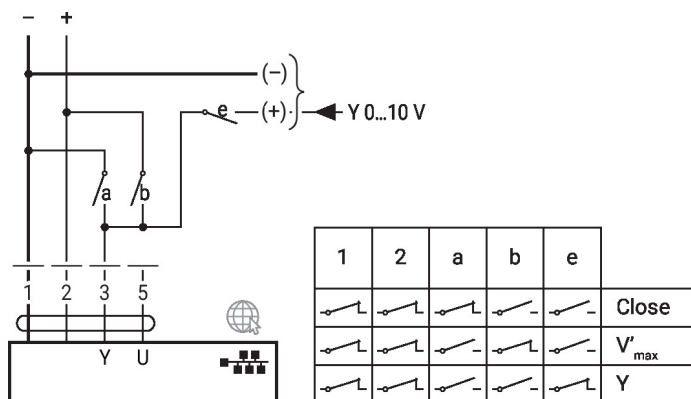 − +
(−)
e (+) Y 0...10 V
a b
1 2 3 5
Y U
1 2 a b e
Close
V'max
Y